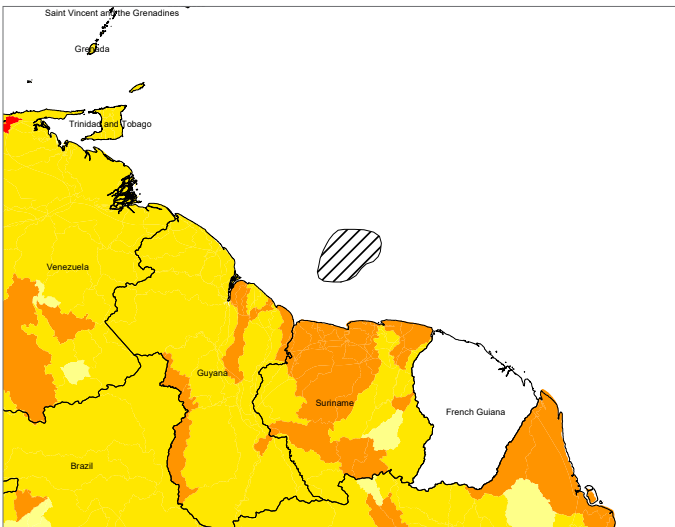 Saint Vincent and the Grenadines
Grenada
Trinidad and Tobago
Venezuela
Guyana
Suriname
French Guiana
Brazil